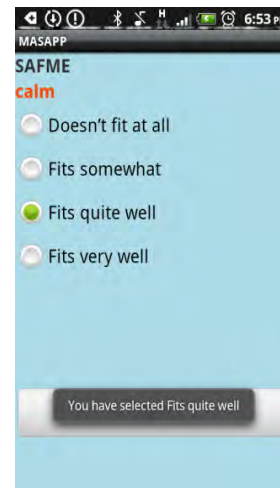 6:53 P
MASAPP
SAFME
calm
Doesn't fit at all
Fits somewhat
Fits quite well
Fits very well
You have selected Fits quite well